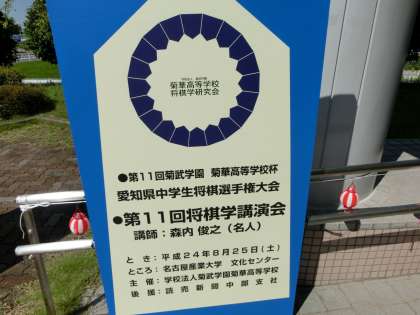 菊華高等学校
将棋学研究会
●第11回菊武学園 菊華高等学校杯
愛知県中学生将棋選手権大会
●第11回将棋学講演会
講師：森内 俊之（名人）
と き：平成24年8月25日（土）
ところ：名古屋産業大学 文化センター
主 催：学校法人菊武学園菊華高等学校
後 援：読売新聞中部支社